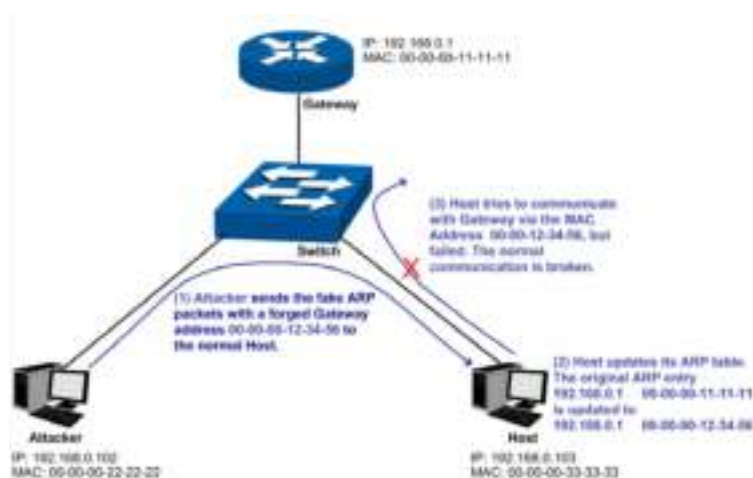 IP: 192.168.0.1
MAC: 00-00-00-11-11-11
Gateway
(3) Host tries to communicate
with Gateway via the MAC
Address 00-00-12-34-56, but
failed. The normal
communication is broken.
Switch
(1) Attacker sends the fake ARP
packets with a forged Gateway
address 00-00-00-12-34-56 to
the normal Host.
(2) Host updates its ARP table.
The original ARP entry
192.168.0.1 00-00-00-11-11-11
is updated to
192.168.0.1 00-00-00-12-34-56
Attacker
IP: 192.168.0.102
MAC: 00-00-00-22-22-22
Host
IP: 192.168.0.103
MAC: 00-00-00-33-33-33